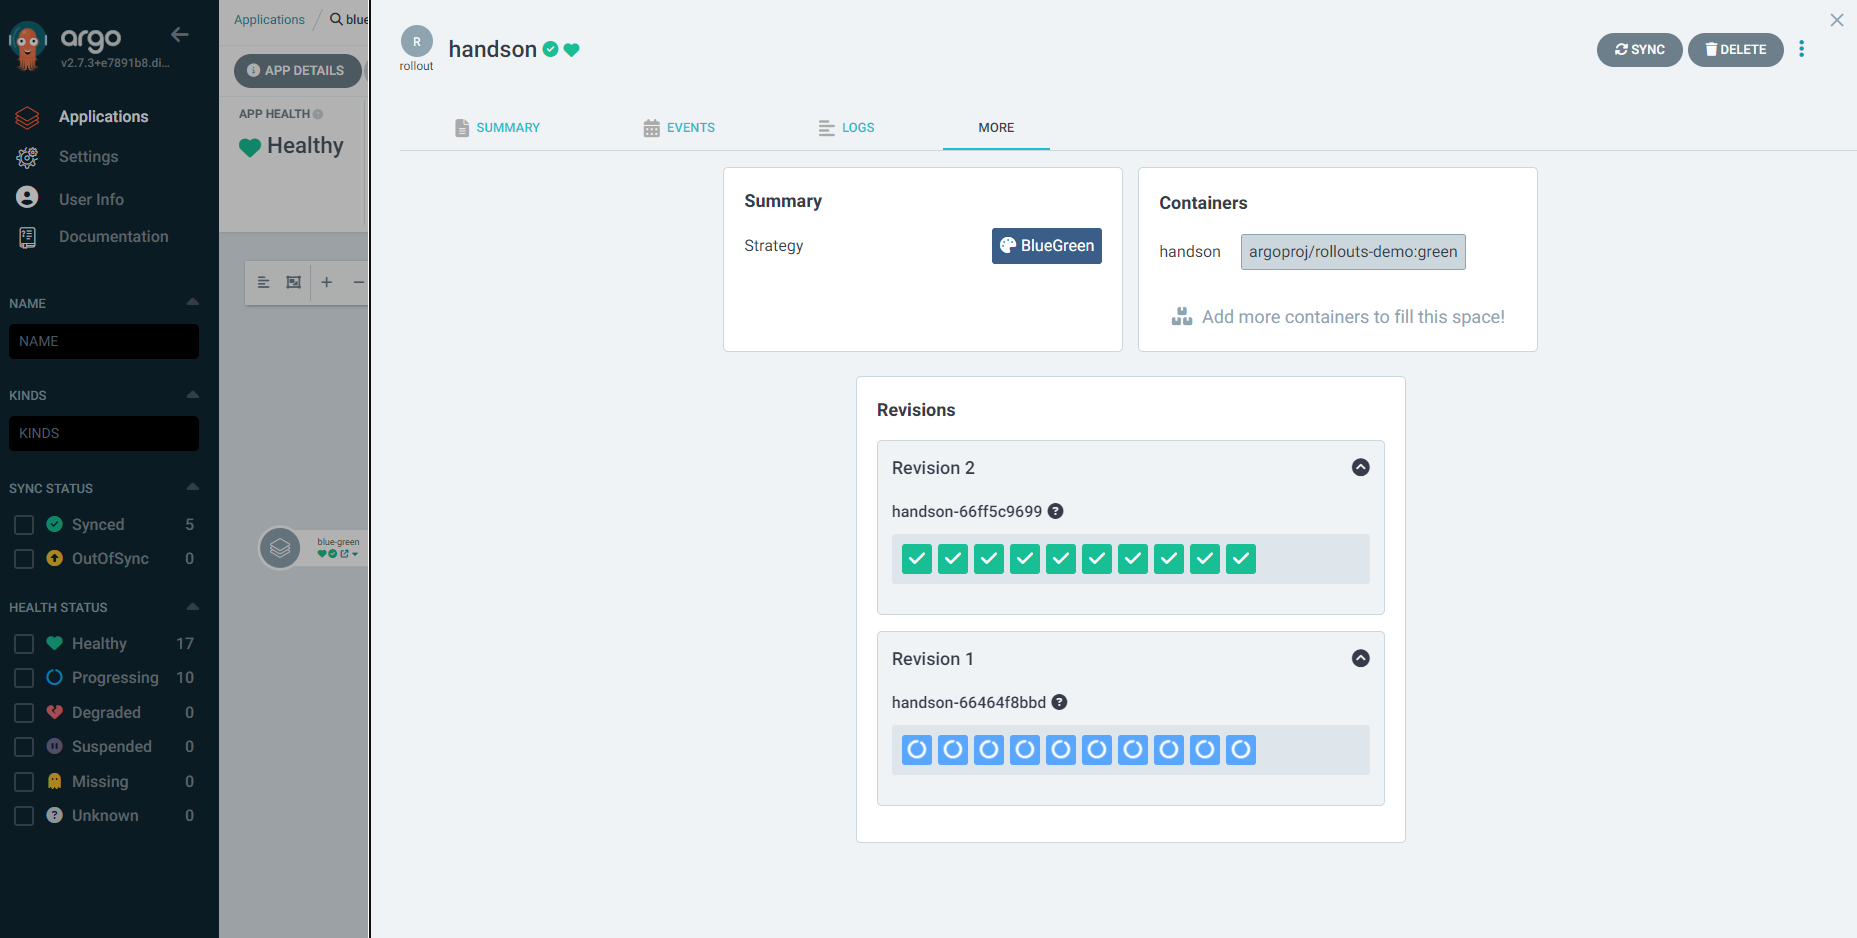 argo
v2.7.3+e7891b8.di...
Applications
Settings
User Info
Documentation
NAME
NAME
KINDS
KINDS
SYNC STATUS
Synced 5
OutOfSync 0
HEALTH STATUS
Healthy 17
Progressing 10
Degraded 0
Suspended 0
Missing 0
Unknown 0
Applications / blue
APP DETAILS
APP HEALTH
Healthy
blue-green
R
rollout
handson
SYNC
DELETE
SUMMARY
EVENTS
LOGS
MORE
Summary
Strategy
BlueGreen
Containers
handson
argoproj/rollouts-demo:green
Add more containers to fill this space!
Revisions
Revision 2
handson-66ff5c9699
Revision 1
handson-66464f8bbd